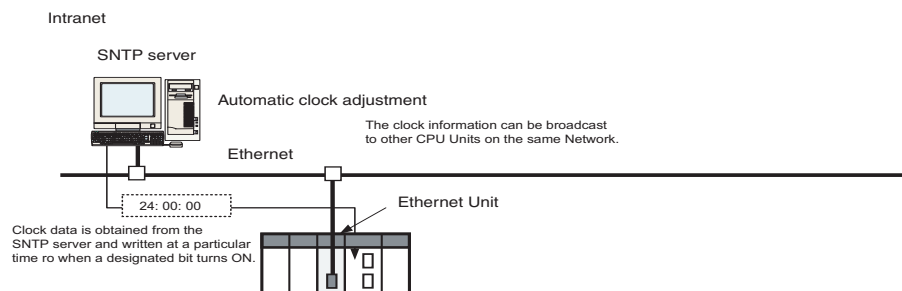 Intranet
SNTP server
Automatic clock adjustment
The clock information can be broadcast
to other CPU Units on the same Network.
Ethernet
24: 00: 00
Ethernet Unit
Clock data is obtained from the
SNTP server and written at a particular
time ro when a designated bit turns ON.